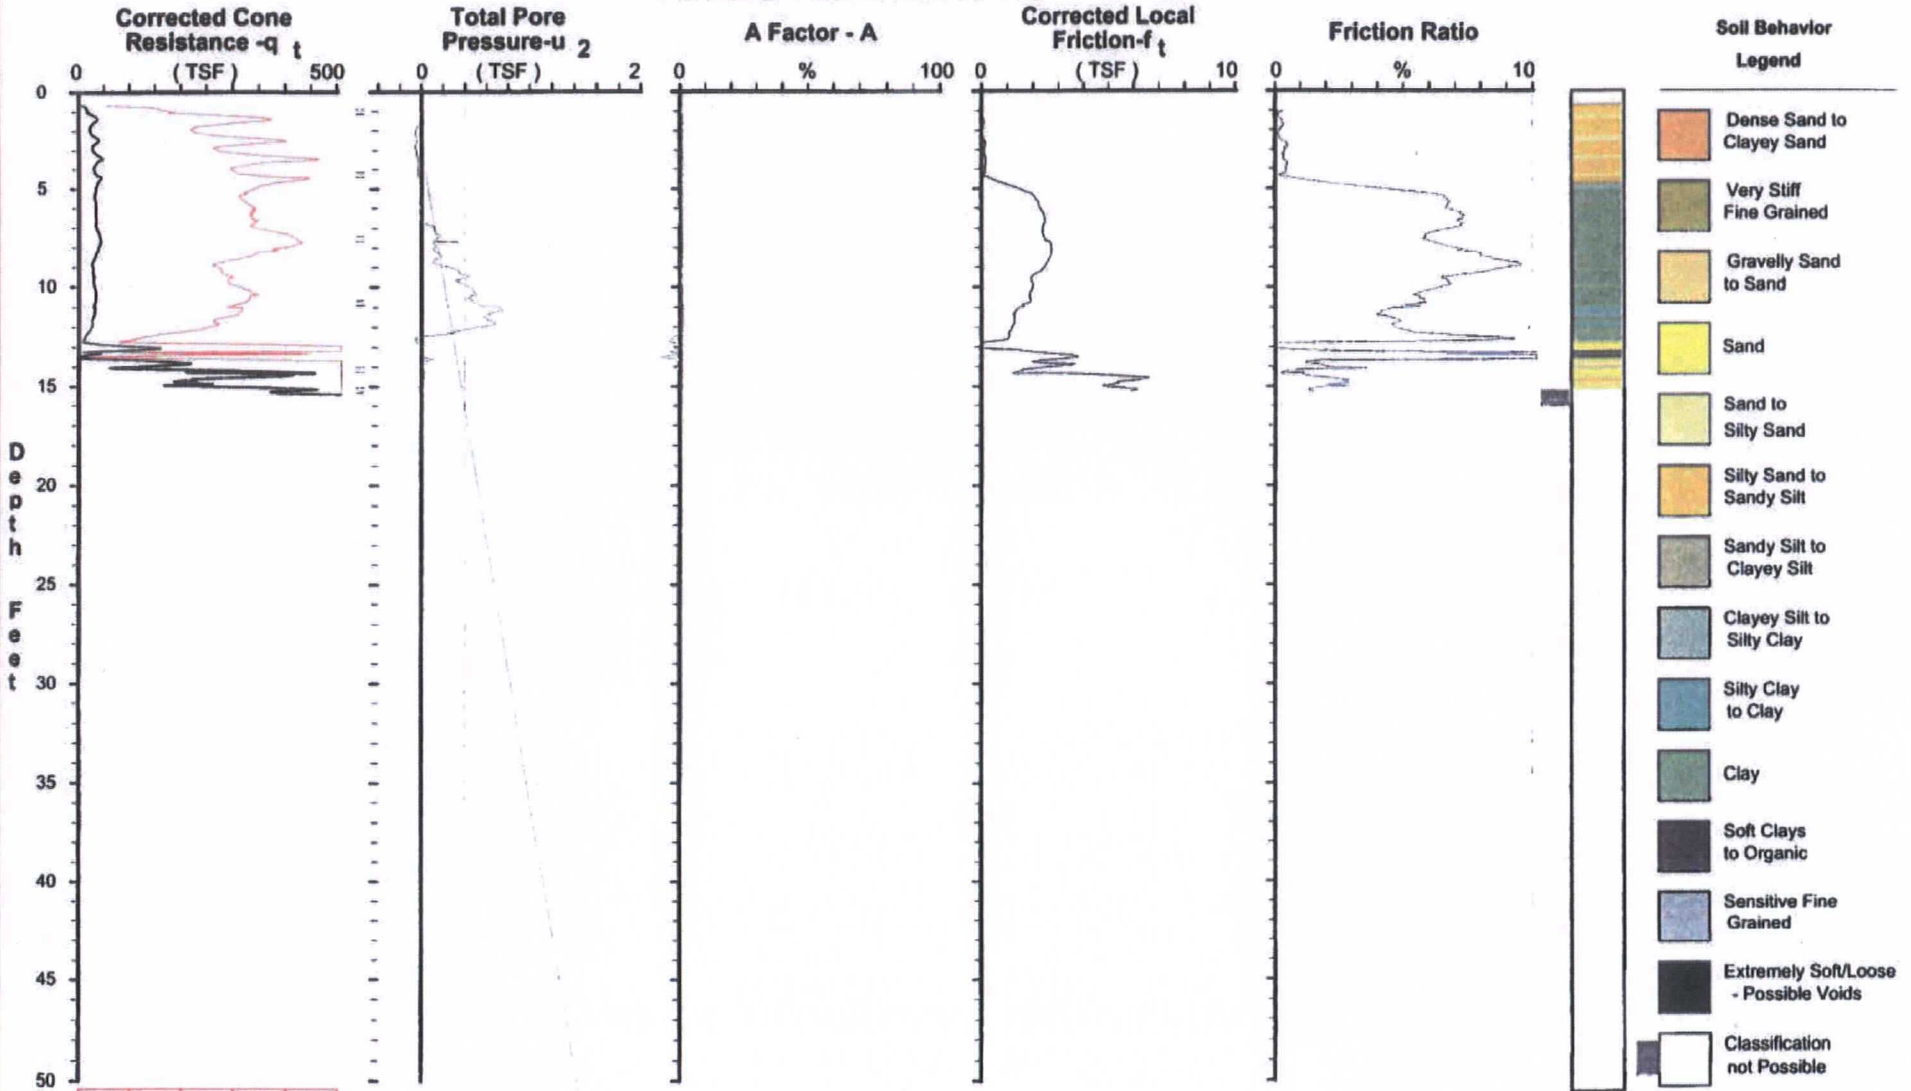 Corrected Cone
Resistance -q t
( TSF )
0 500
Total Pore
Pressure-u 2
( TSF )
0 2
A Factor - A
%
0 100
Corrected Local
Friction-f t
( TSF )
0 10
Friction Ratio
%
0 10
Soil Behavior
Legend
0
5
10
15
20
25
30
35
40
45
50
Depth Feet
Dense Sand to
Clayey Sand
Very Stiff
Fine Grained
Gravelly Sand
to Sand
Sand
Sand to
Silty Sand
Silty Sand to
Sandy Silt
Sandy Silt to
Clayey Silt
Clayey Silt to
Silty Clay
Silty Clay
to Clay
Clay
Soft Clays
to Organic
Sensitive Fine
Grained
Extremely Soft/Loose
- Possible Voids
Classification
not Possible